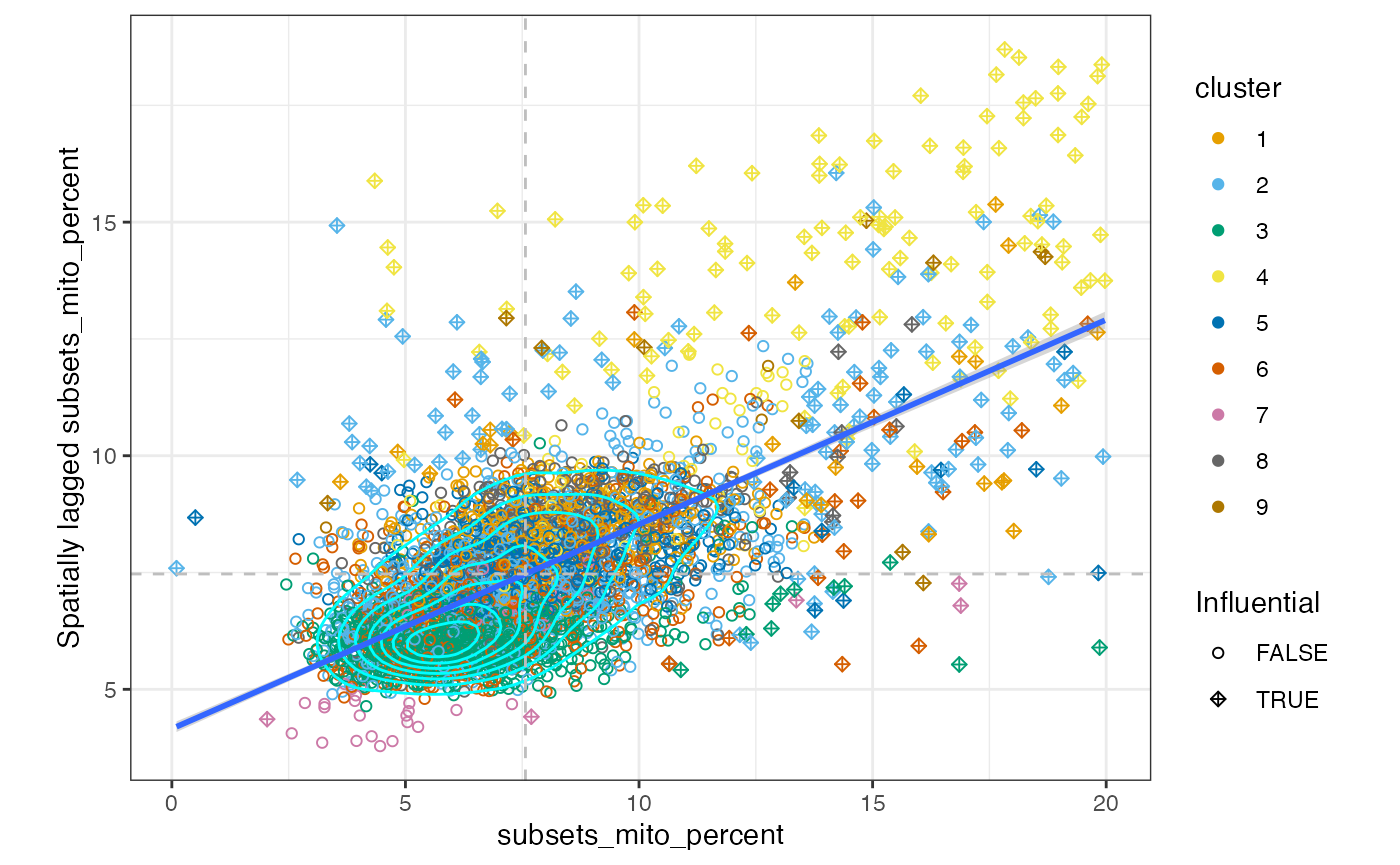 Spatially lagged subsets_mito_percent
15
10
5
0
5
10
15
20
subsets_mito_percent
cluster
1
2
3
4
5
6
7
8
9
Influential
FALSE
TRUE